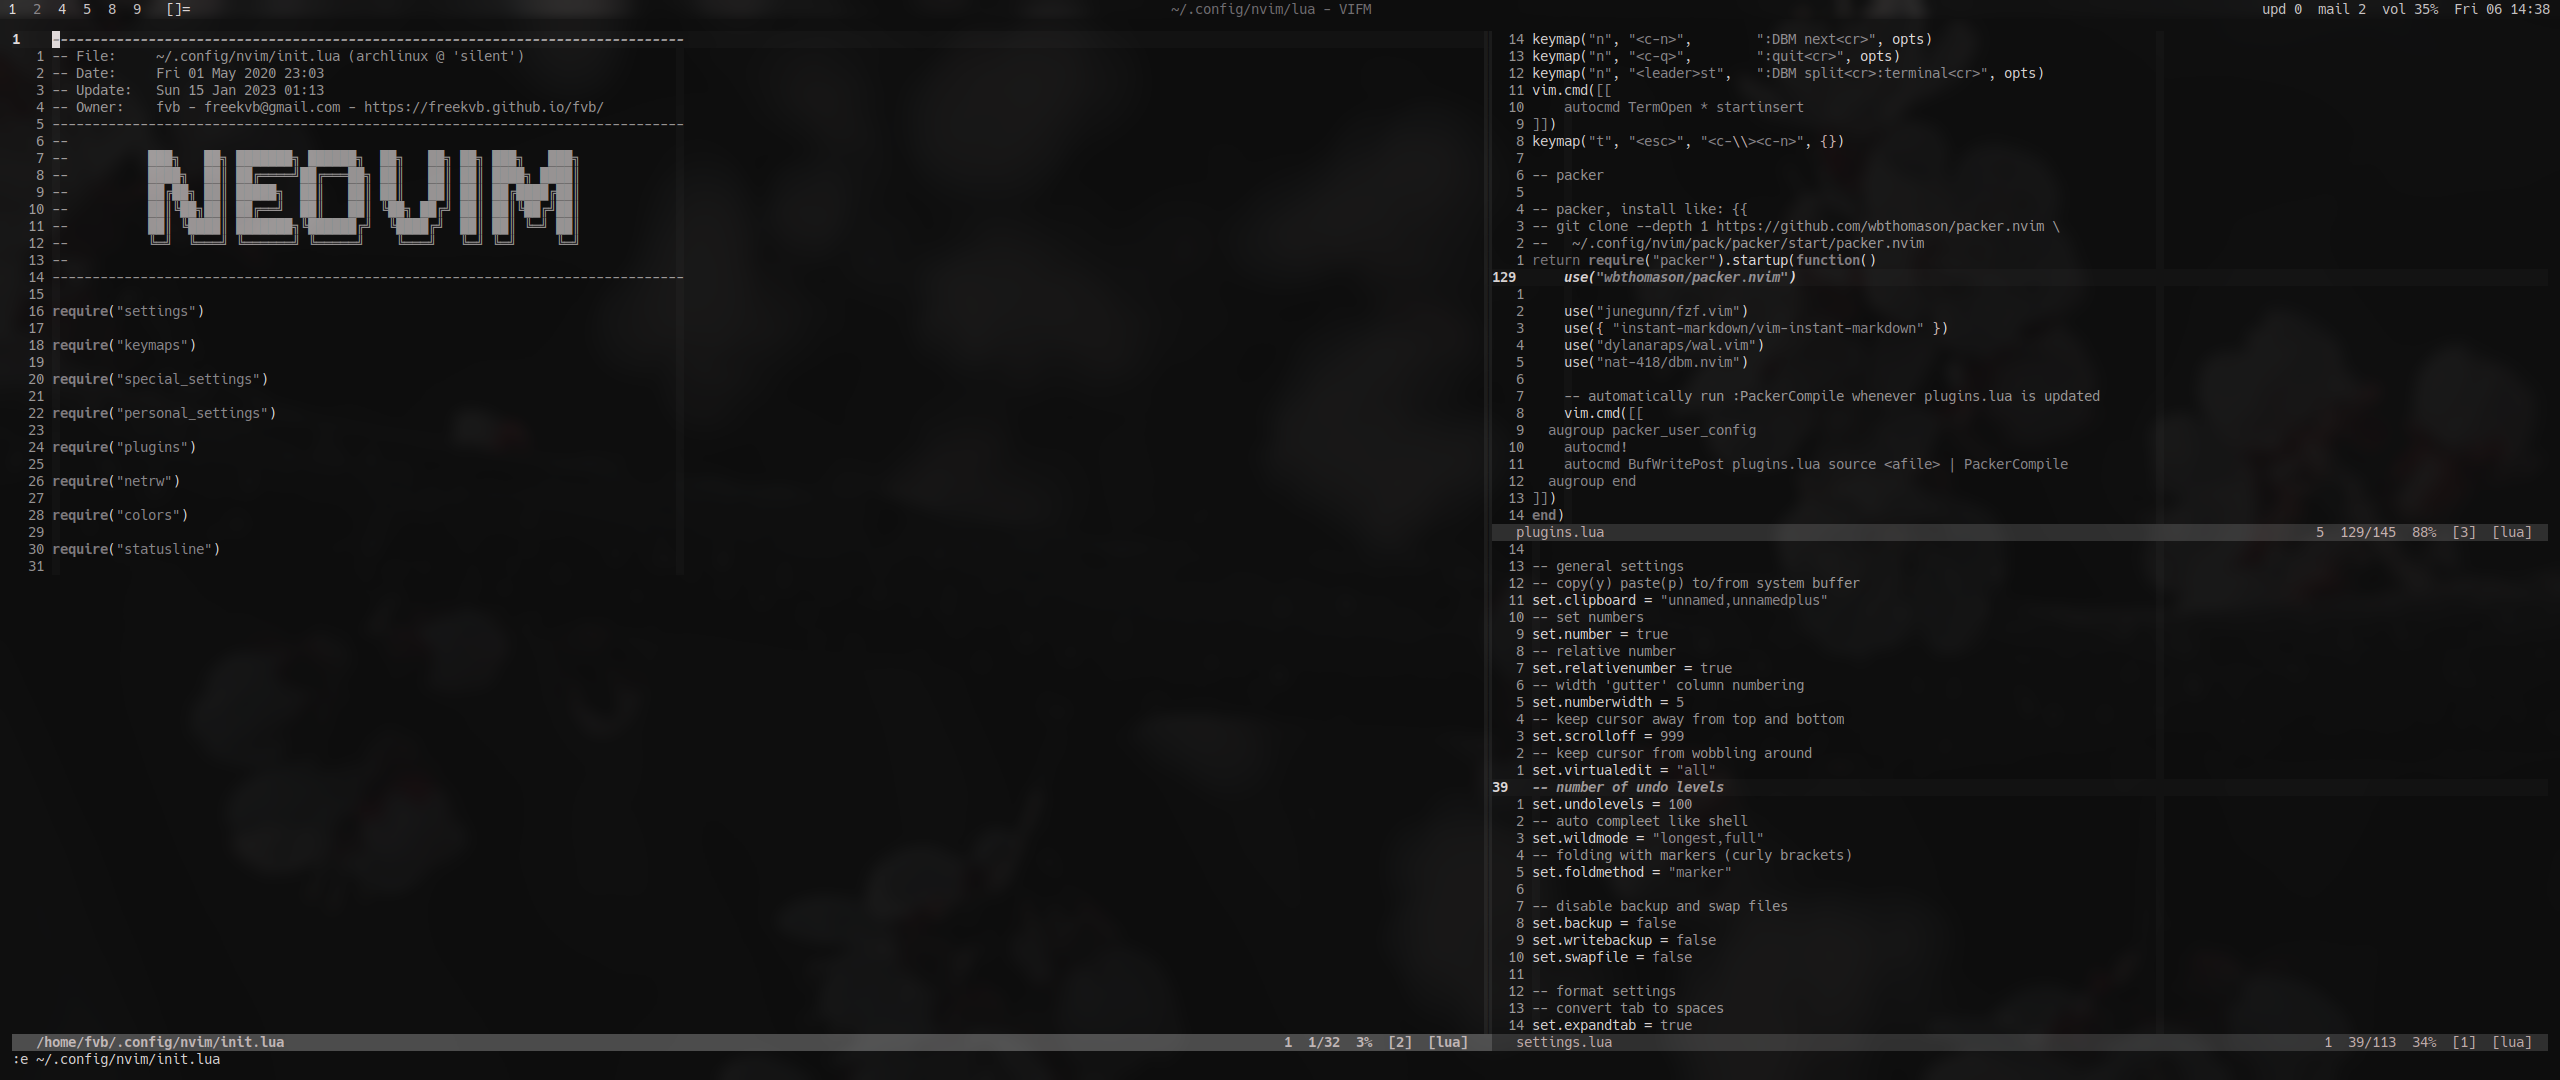 1 2 4 5 8 9 []= ~/.config/nvim/lua - VIFM upd 0 mail 2 vol 35% Fri 06 14:38
1 -------------------------------------------------------------------------------
1 -- File: ~/.config/nvim/init.lua (archlinux @ 'silent')
2 -- Date: Fri 01 May 2020 23:03
3 -- Update: Sun 15 Jan 2023 01:13
4 -- Owner: fvb - freekvb@gmail.com - https://freekvb.github.io/fvb/
5 -------------------------------------------------------------------------------
6 --
7 --
8 --
9 --
10 --
NEOVIM
11 --
12 --
13 --
14 -------------------------------------------------------------------------------
15
16 require("settings")
17
18 require("keymaps")
19
20 require("special_settings")
21
22 require("personal_settings")
23
24 require("plugins")
25
26 require("netrw")
27
28 require("colors")
29
30 require("statusline")
31
/home/fvb/.config/nvim/init.lua 1 1/32 3% [2] [lua]
:e ~/.config/nvim/init.lua
14 keymap("n", "<c-n>", ":DBM next<cr>", opts)
13 keymap("n", "<c-q>", ":quit<cr>", opts)
12 keymap("n", "<leader>st", ":DBM split<cr>:terminal<cr>", opts)
11 vim.cmd([[
10 autocmd TermOpen * startinsert
9 ]])
8 keymap("t", "<esc>", "<c-\\><c-n>", {})
7
6 -- packer
5
4 -- packer, install like: {{
3 -- git clone --depth 1 https://github.com/wbthomason/packer.nvim \
2 -- ~/.config/nvim/pack/packer/start/packer.nvim
1 return require("packer").startup(function()
129 use("wbthomason/packer.nvim")
1
2 use("junegunn/fzf.vim")
3 use({ "instant-markdown/vim-instant-markdown" })
4 use("dylanaraps/wal.vim")
5 use("nat-418/dbm.nvim")
6
7 -- automatically run :PackerCompile whenever plugins.lua is updated
8 vim.cmd([[
9 augroup packer_user_config
10 autocmd!
11 autocmd BufWritePost plugins.lua source <afile> | PackerCompile
12 augroup end
13 ]])
14 end)
plugins.lua 5 129/145 88% [3] [lua]
14
13 -- general settings
12 -- copy(y) paste(p) to/from system buffer
11 set.clipboard = "unnamed,unnamedplus"
10 -- set numbers
9 set.number = true
8 -- relative number
7 set.relativenumber = true
6 -- width 'gutter' column numbering
5 set.numberwidth = 5
4 -- keep cursor away from top and bottom
3 set.scrolloff = 999
2 -- keep cursor from wobbling around
1 set.virtualedit = "all"
39 -- number of undo levels
1 set.undolevels = 100
2 -- auto compleet like shell
3 set.wildmode = "longest,full"
4 -- folding with markers (curly brackets)
5 set.foldmethod = "marker"
6
7 -- disable backup and swap files
8 set.backup = false
9 set.writebackup = false
10 set.swapfile = false
11
12 -- format settings
13 -- convert tab to spaces
14 set.expandtab = true
settings.lua 1 39/113 34% [1] [lua]